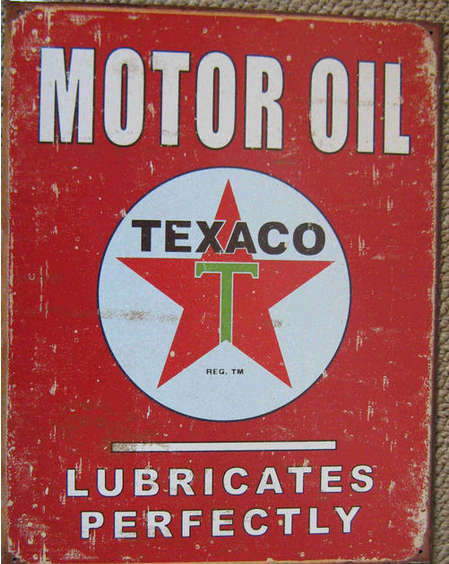 MOTOR OIL
TEXACO
T
REG. TM
LUBRICATES
PERFECTLY